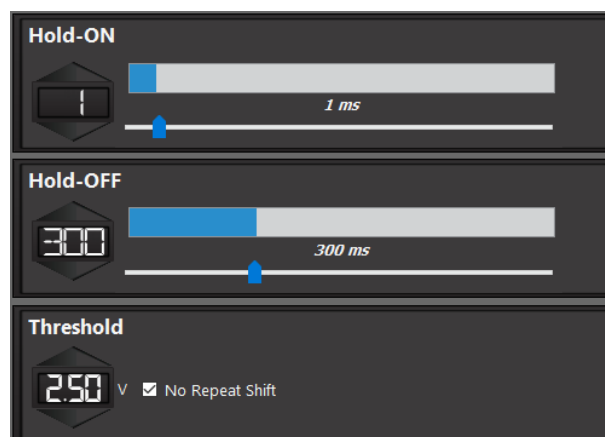 Hold-ON
1
1 ms
Hold-OFF
300
300 ms
Threshold
2.50 V No Repeat Shift